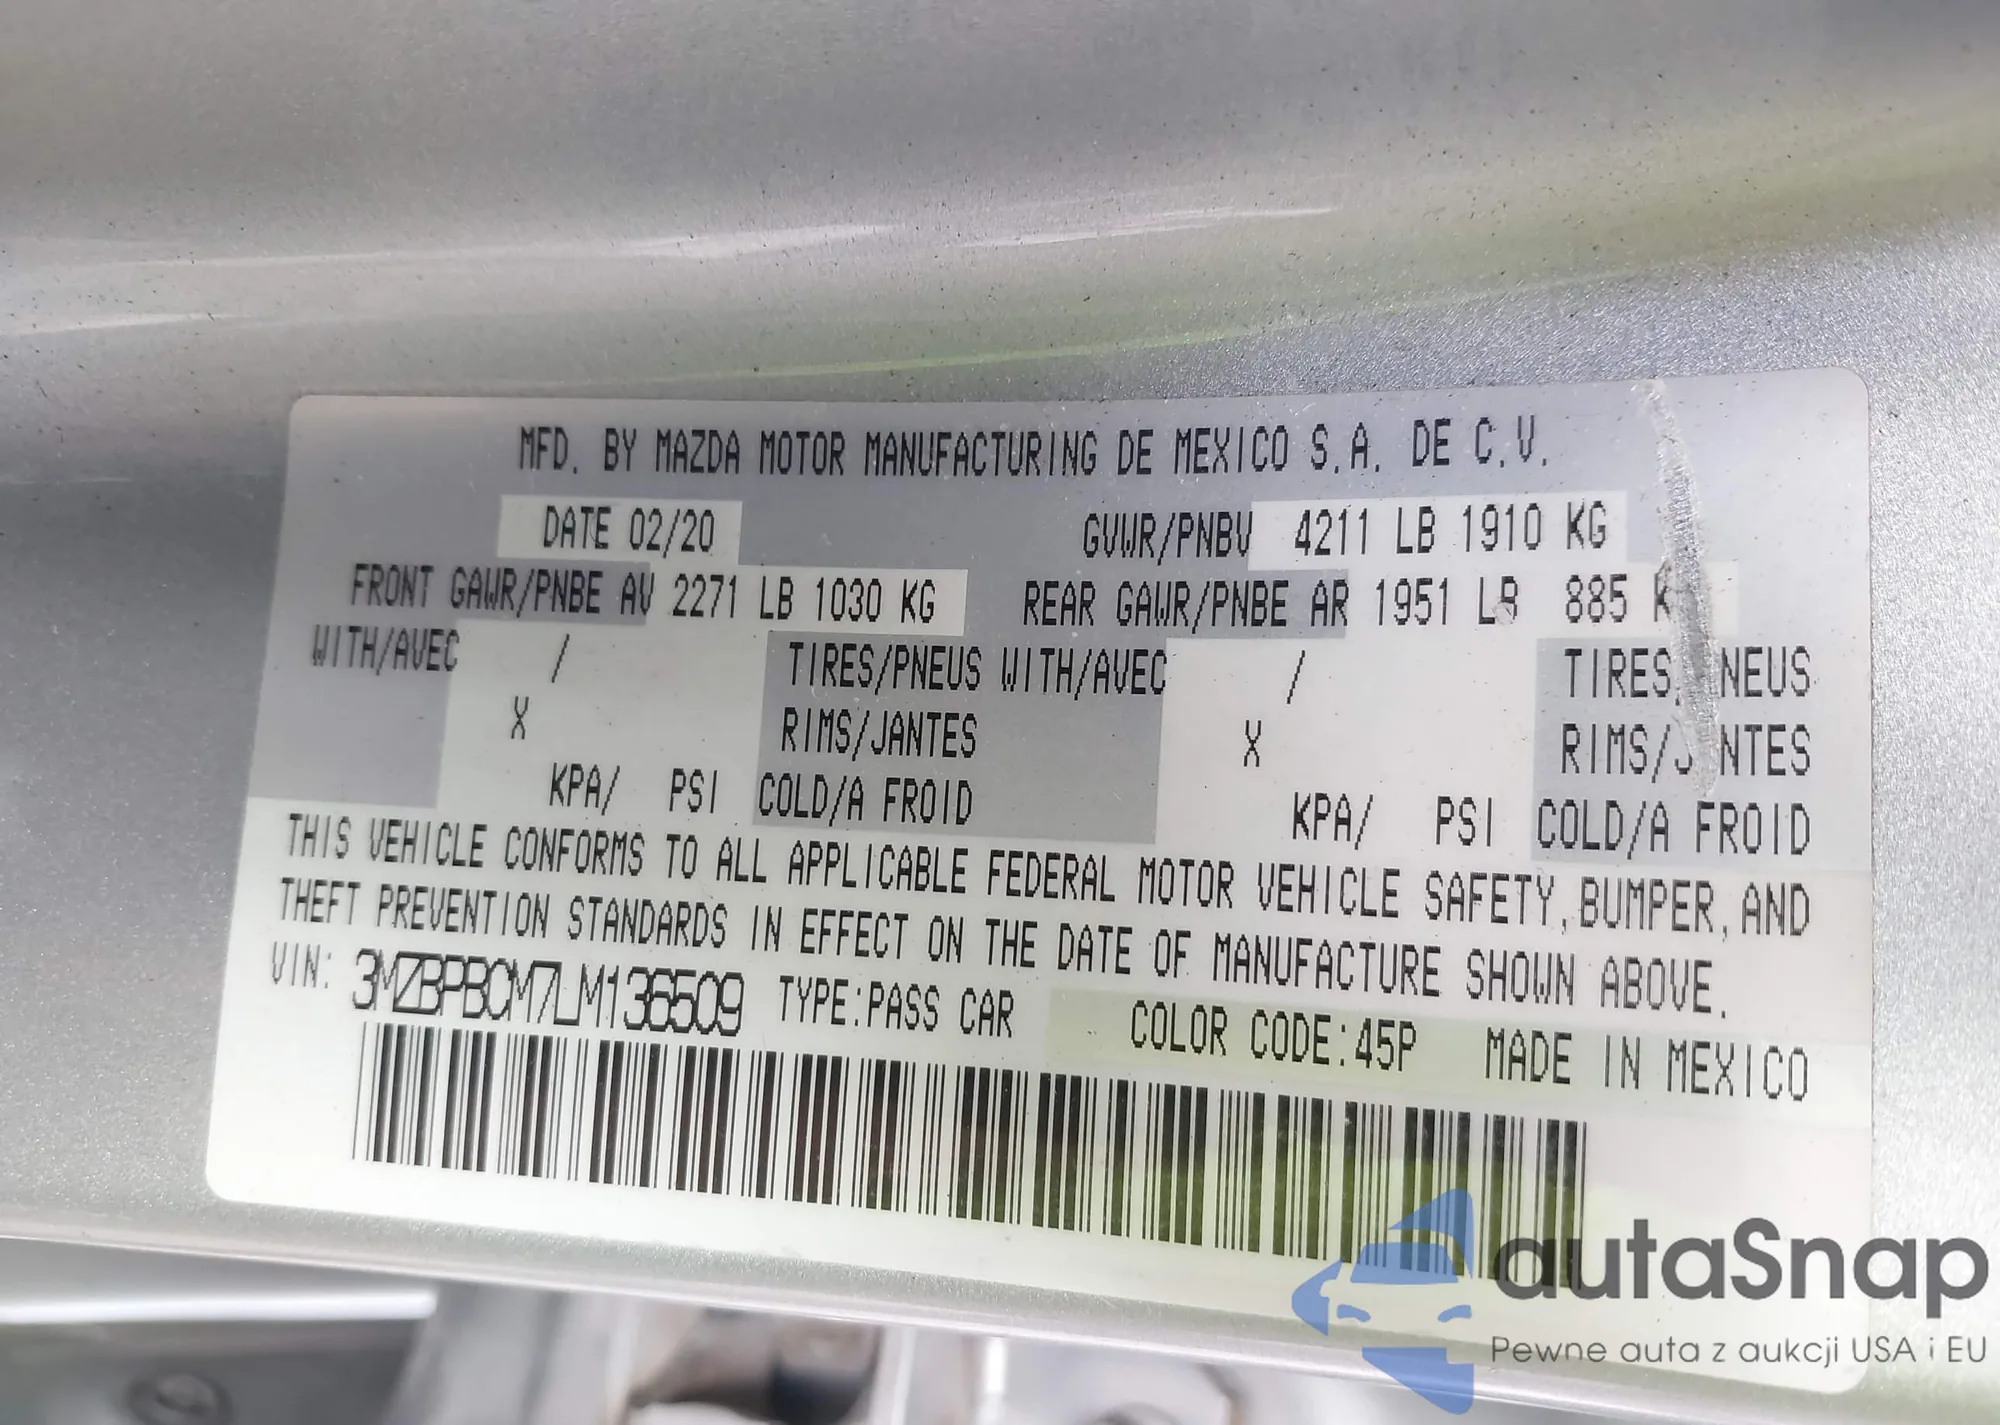 MFD. BY MAZDA MOTOR MANUFACTURING DE MEXICO S.A. DE C.V.
DATE 02/20 GVWR/PNBV 4211 LB 1910 KG
FRONT GAWR/PNBE AV 2271 LB 1030 KG REAR GAWR/PNBE AR 1951 LB 885 K
WITH/AVEC / TIRES/PNEUS WITH/AVEC / TIRES NEUS
X RIMS/JANTES X RIMS/J NTES
KPA/ PSI COLD/A FROID KPA/ PSI COLD/A FROID
THIS VEHICLE CONFORMS TO ALL APPLICABLE FEDERAL MOTOR VEHICLE SAFETY, BUMPER, AND
THEFT PREVENTION STANDARDS IN EFFECT ON THE DATE OF MANUFACTURE SHOWN ABOVE.
VIN: 3MZBPBCM7LM136509 TYPE:PASS CAR COLOR CODE:45P MADE IN MEXICO
autaSnap
Pewne auta z aukcji USA i EU